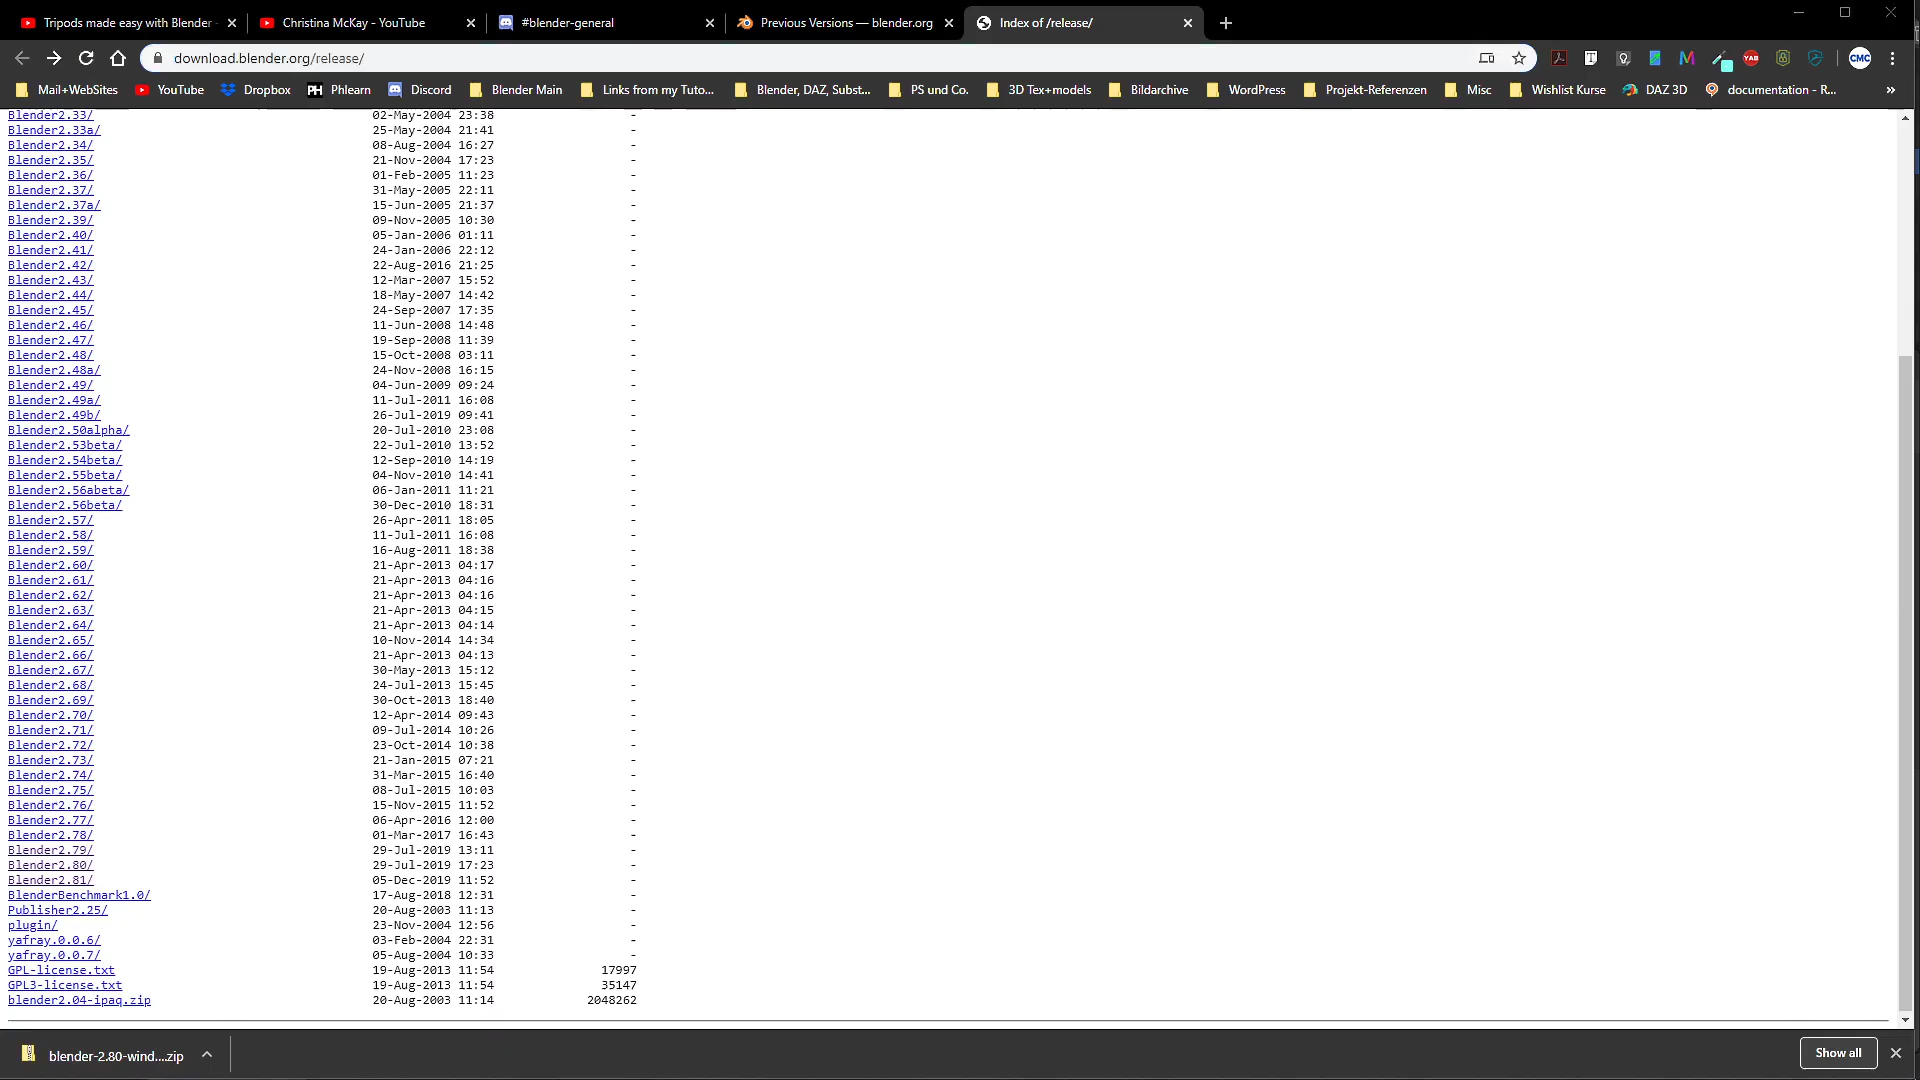 Tripods made easy with Blender
Christina McKay - YouTube
#blender-general
Previous Versions — blender.org
Index of /release/
download.blender.org/release/
YAB
CMC
Mail+WebSites
YouTube
Dropbox
PH Phlearn
Discord
Blender Main
Links from my Tuto...
Blender, DAZ, Subst...
PS und Co.
3D Tex+models
Bildarchive
WordPress
Projekt-Referenzen
Misc
Wishlist Kurse
DAZ 3D
documentation - R...
»
Blender2.33/ 02-May-2004 23:38 -
Blender2.33a/ 25-May-2004 21:41 -
Blender2.34/ 08-Aug-2004 16:27 -
Blender2.35/ 21-Nov-2004 17:23 -
Blender2.36/ 01-Feb-2005 11:23 -
Blender2.37/ 31-May-2005 22:11 -
Blender2.37a/ 15-Jun-2005 21:37 -
Blender2.39/ 09-Nov-2005 10:30 -
Blender2.40/ 05-Jan-2006 01:11 -
Blender2.41/ 24-Jan-2006 22:12 -
Blender2.42/ 22-Aug-2016 21:25 -
Blender2.43/ 12-Mar-2007 15:52 -
Blender2.44/ 18-May-2007 14:42 -
Blender2.45/ 24-Sep-2007 17:35 -
Blender2.46/ 11-Jun-2008 14:48 -
Blender2.47/ 19-Sep-2008 11:39 -
Blender2.48/ 15-Oct-2008 03:11 -
Blender2.48a/ 24-Nov-2008 16:15 -
Blender2.49/ 04-Jun-2009 09:24 -
Blender2.49a/ 11-Jul-2011 16:08 -
Blender2.49b/ 26-Jul-2019 09:41 -
Blender2.50alpha/ 20-Jul-2010 23:08 -
Blender2.53beta/ 22-Jul-2010 13:52 -
Blender2.54beta/ 12-Sep-2010 14:19 -
Blender2.55beta/ 04-Nov-2010 14:41 -
Blender2.56abeta/ 06-Jan-2011 11:21 -
Blender2.56beta/ 30-Dec-2010 18:31 -
Blender2.57/ 26-Apr-2011 18:05 -
Blender2.58/ 11-Jul-2011 16:08 -
Blender2.59/ 16-Aug-2011 18:38 -
Blender2.60/ 21-Apr-2013 04:17 -
Blender2.61/ 21-Apr-2013 04:16 -
Blender2.62/ 21-Apr-2013 04:16 -
Blender2.63/ 21-Apr-2013 04:15 -
Blender2.64/ 21-Apr-2013 04:14 -
Blender2.65/ 10-Nov-2014 14:34 -
Blender2.66/ 21-Apr-2013 04:13 -
Blender2.67/ 30-May-2013 15:12 -
Blender2.68/ 24-Jul-2013 15:45 -
Blender2.69/ 30-Oct-2013 18:40 -
Blender2.70/ 12-Apr-2014 09:43 -
Blender2.71/ 09-Jul-2014 10:26 -
Blender2.72/ 23-Oct-2014 10:38 -
Blender2.73/ 21-Jan-2015 07:21 -
Blender2.74/ 31-Mar-2015 16:40 -
Blender2.75/ 08-Jul-2015 10:03 -
Blender2.76/ 15-Nov-2015 11:52 -
Blender2.77/ 06-Apr-2016 12:00 -
Blender2.78/ 01-Mar-2017 16:43 -
Blender2.79/ 29-Jul-2019 13:11 -
Blender2.80/ 29-Jul-2019 17:23 -
Blender2.81/ 05-Dec-2019 11:52 -
BlenderBenchmark1.0/ 17-Aug-2018 12:31 -
Publisher2.25/ 20-Aug-2003 11:13 -
plugin/ 23-Nov-2004 12:56 -
yafray.0.0.6/ 03-Feb-2004 22:31 -
yafray.0.0.7/ 05-Aug-2004 10:33 -
GPL-license.txt 19-Aug-2013 11:54 17997
GPL3-license.txt 19-Aug-2013 11:54 35147
blender2.04-ipaq.zip 20-Aug-2003 11:14 2048262
blender-2.80-wind....zip
Show all